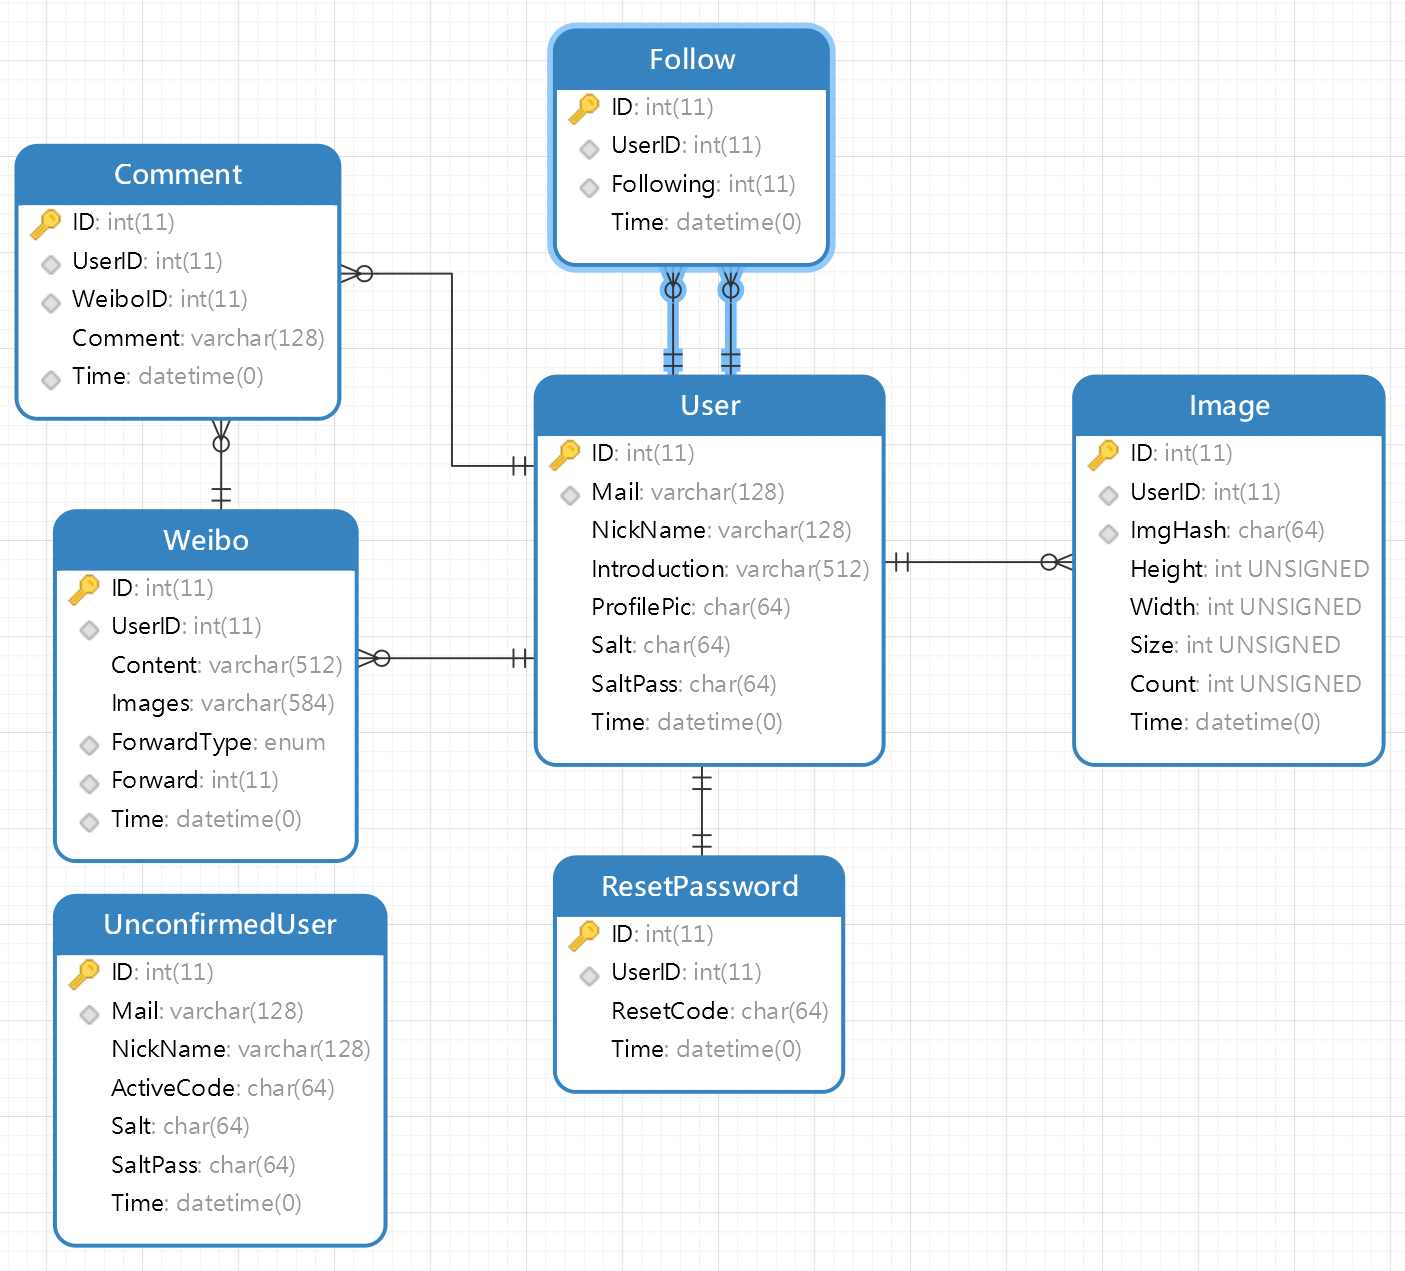 Follow
ID: int(11)
UserID: int(11)
Following: int(11)
Time: datetime(0)
Comment
ID: int(11)
UserID: int(11)
WeiboID: int(11)
Comment: varchar(128)
Time: datetime(0)
User
ID: int(11)
Mail: varchar(128)
NickName: varchar(128)
Introduction: varchar(512)
ProfilePic: char(64)
Salt: char(64)
SaltPass: char(64)
Time: datetime(0)
Image
ID: int(11)
UserID: int(11)
ImgHash: char(64)
Height: int UNSIGNED
Width: int UNSIGNED
Size: int UNSIGNED
Count: int UNSIGNED
Time: datetime(0)
Weibo
ID: int(11)
UserID: int(11)
Content: varchar(512)
Images: varchar(584)
ForwardType: enum
Forward: int(11)
Time: datetime(0)
ResetPassword
ID: int(11)
UserID: int(11)
ResetCode: char(64)
Time: datetime(0)
UnconfirmedUser
ID: int(11)
Mail: varchar(128)
NickName: varchar(128)
ActiveCode: char(64)
Salt: char(64)
SaltPass: char(64)
Time: datetime(0)